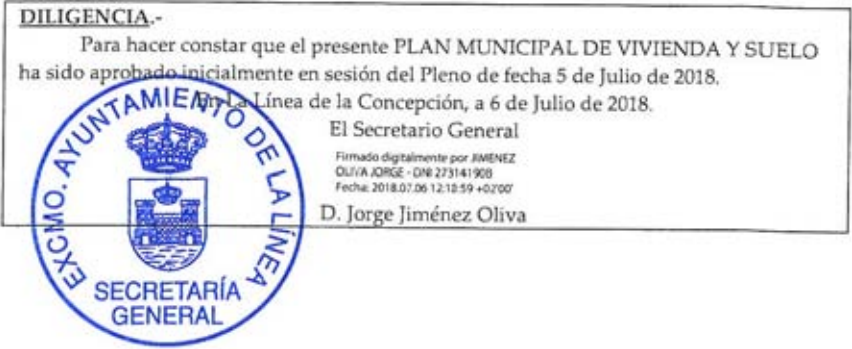 DILIGENCIA.-
Para hacer constar que el presente PLAN MUNICIPAL DE VIVIENDA Y SUELO
ha sido aprobado inicialmente en sesión del Pleno de fecha 5 de Julio de 2018.
En La Línea de la Concepción, a 6 de Julio de 2018.
El Secretario General
Firmado digitalmente por JIMENEZ
OLIVA JORGE - DNI 27314190B
Fecha: 2018.07.06 12:18:59 +02'00'
D. Jorge Jiménez Oliva
EXCMO. AYUNTAMIENTO DE LA LÍNEA
SECRETARÍA
GENERAL